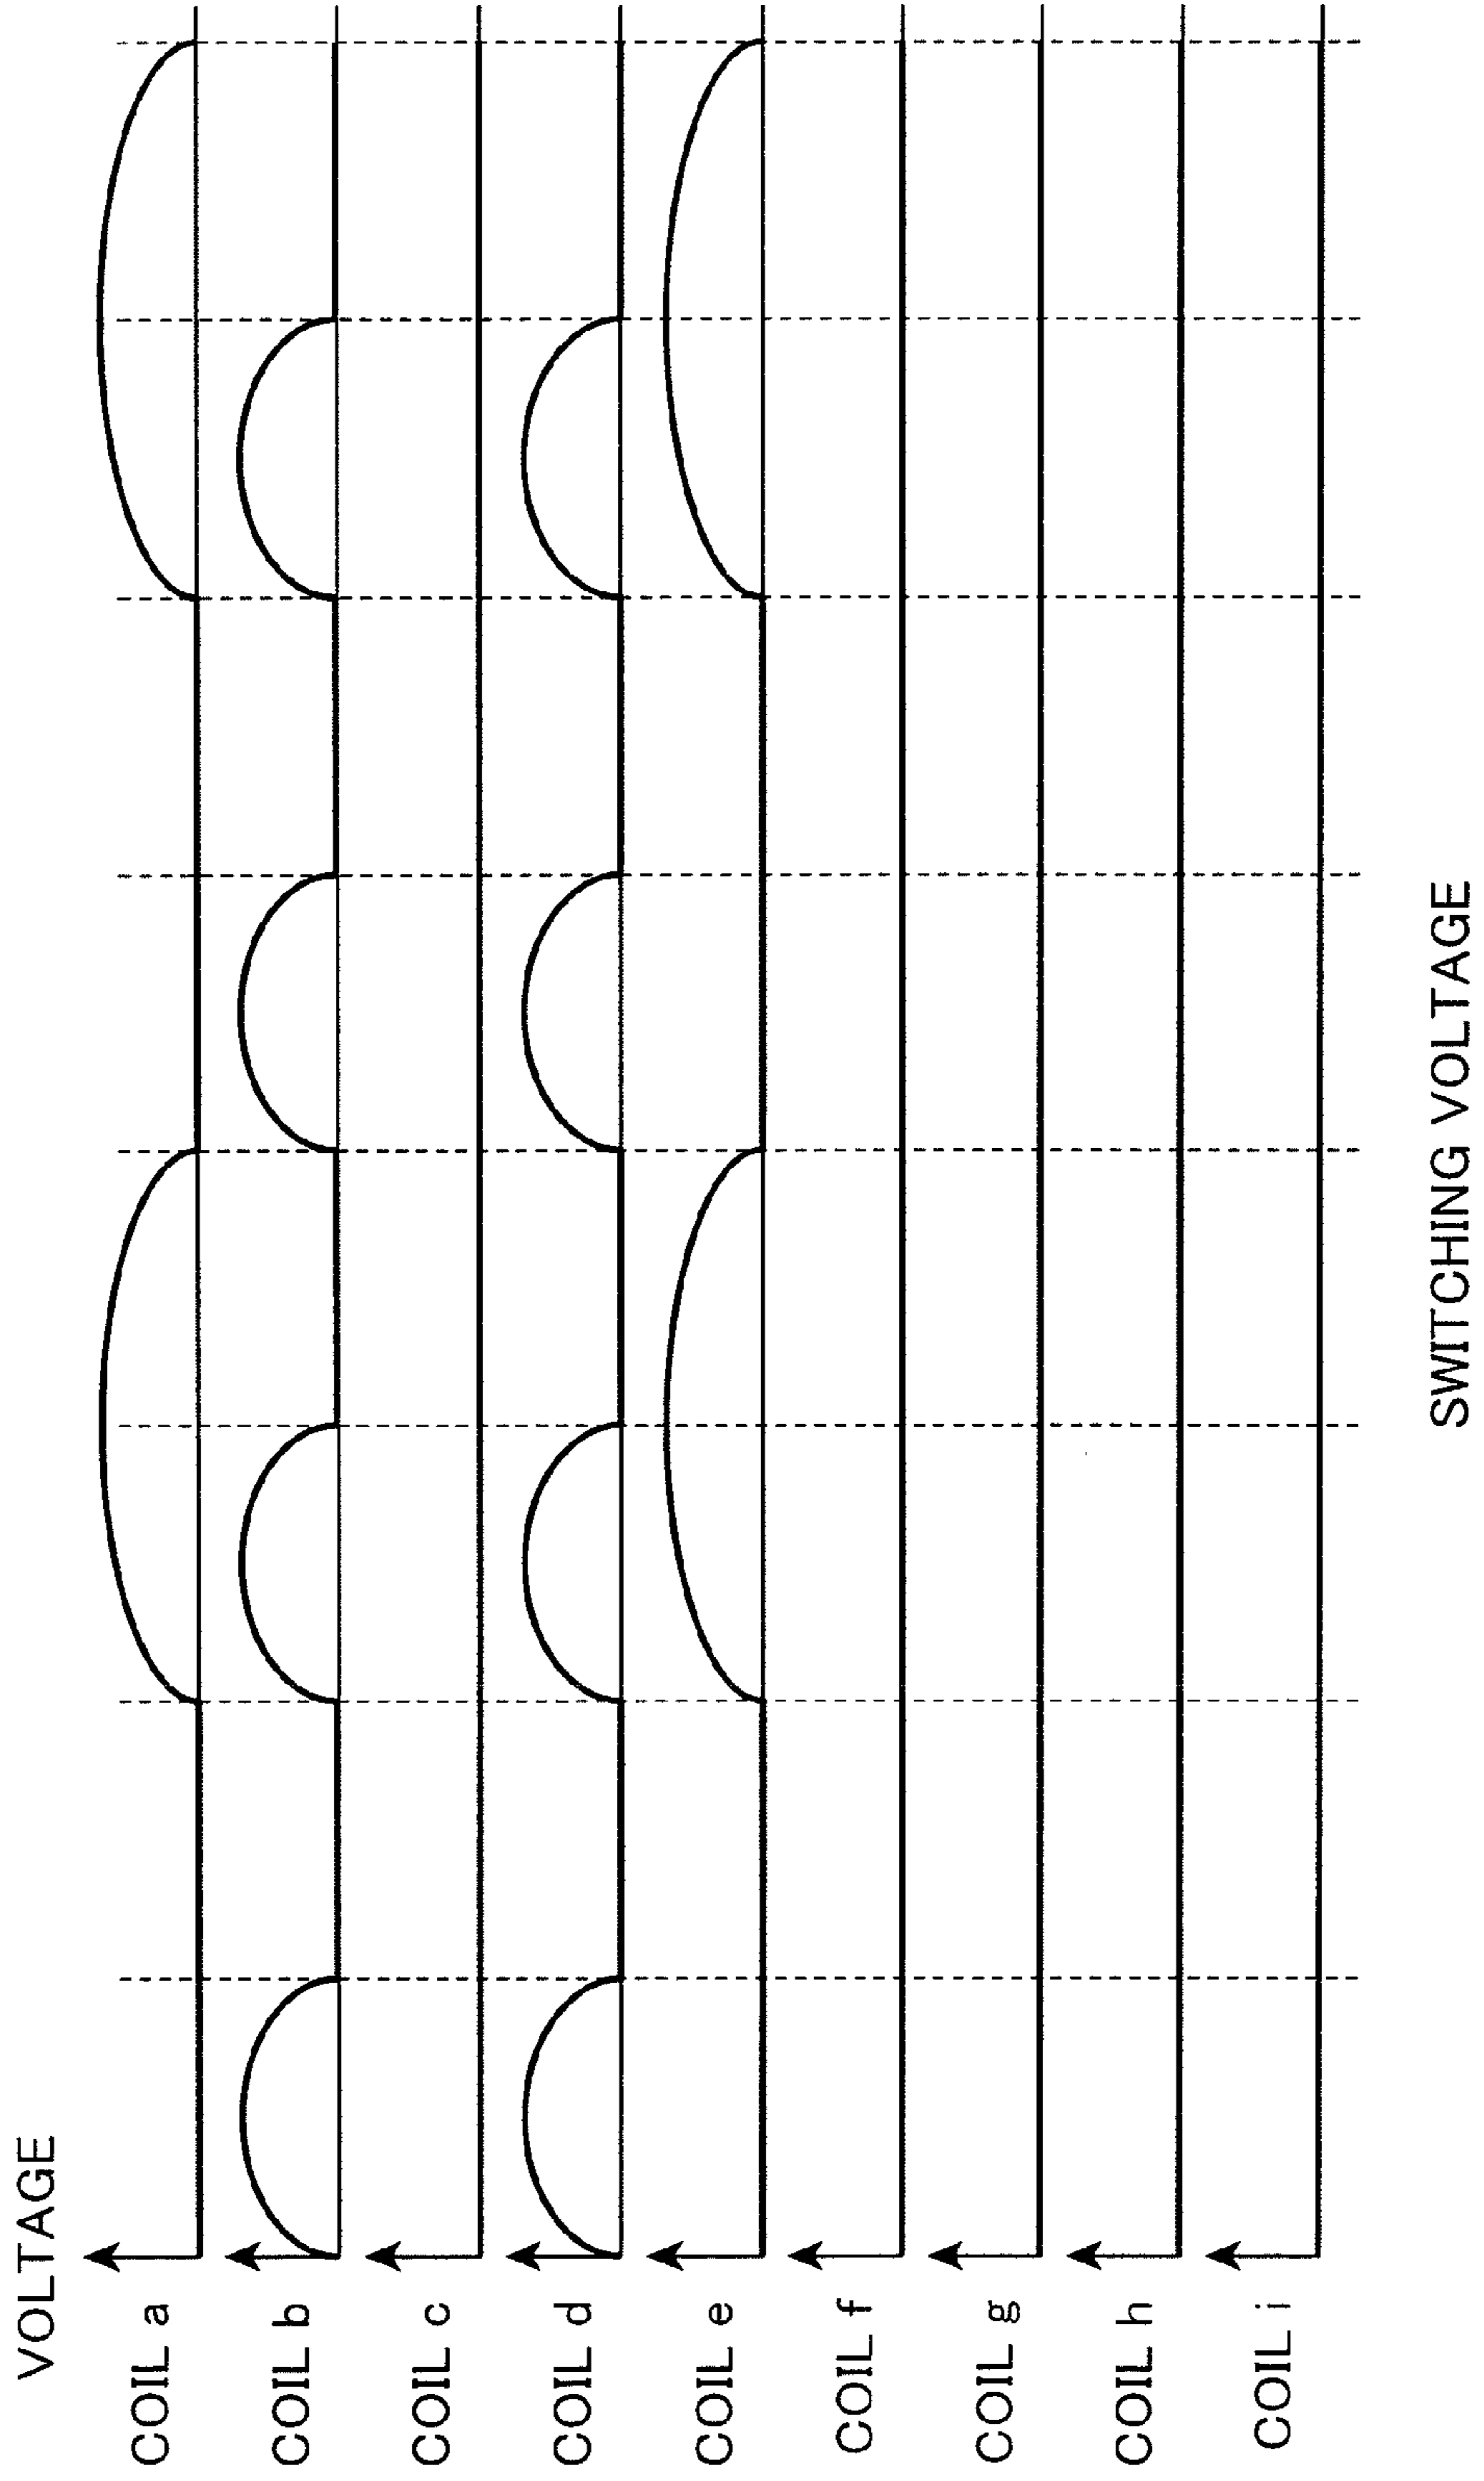 VOLTAGE
COIL a
COIL b
COIL c
COIL d
COIL e
COIL f
COIL g
COIL h
COIL i
SWITCHING VOLTAGE